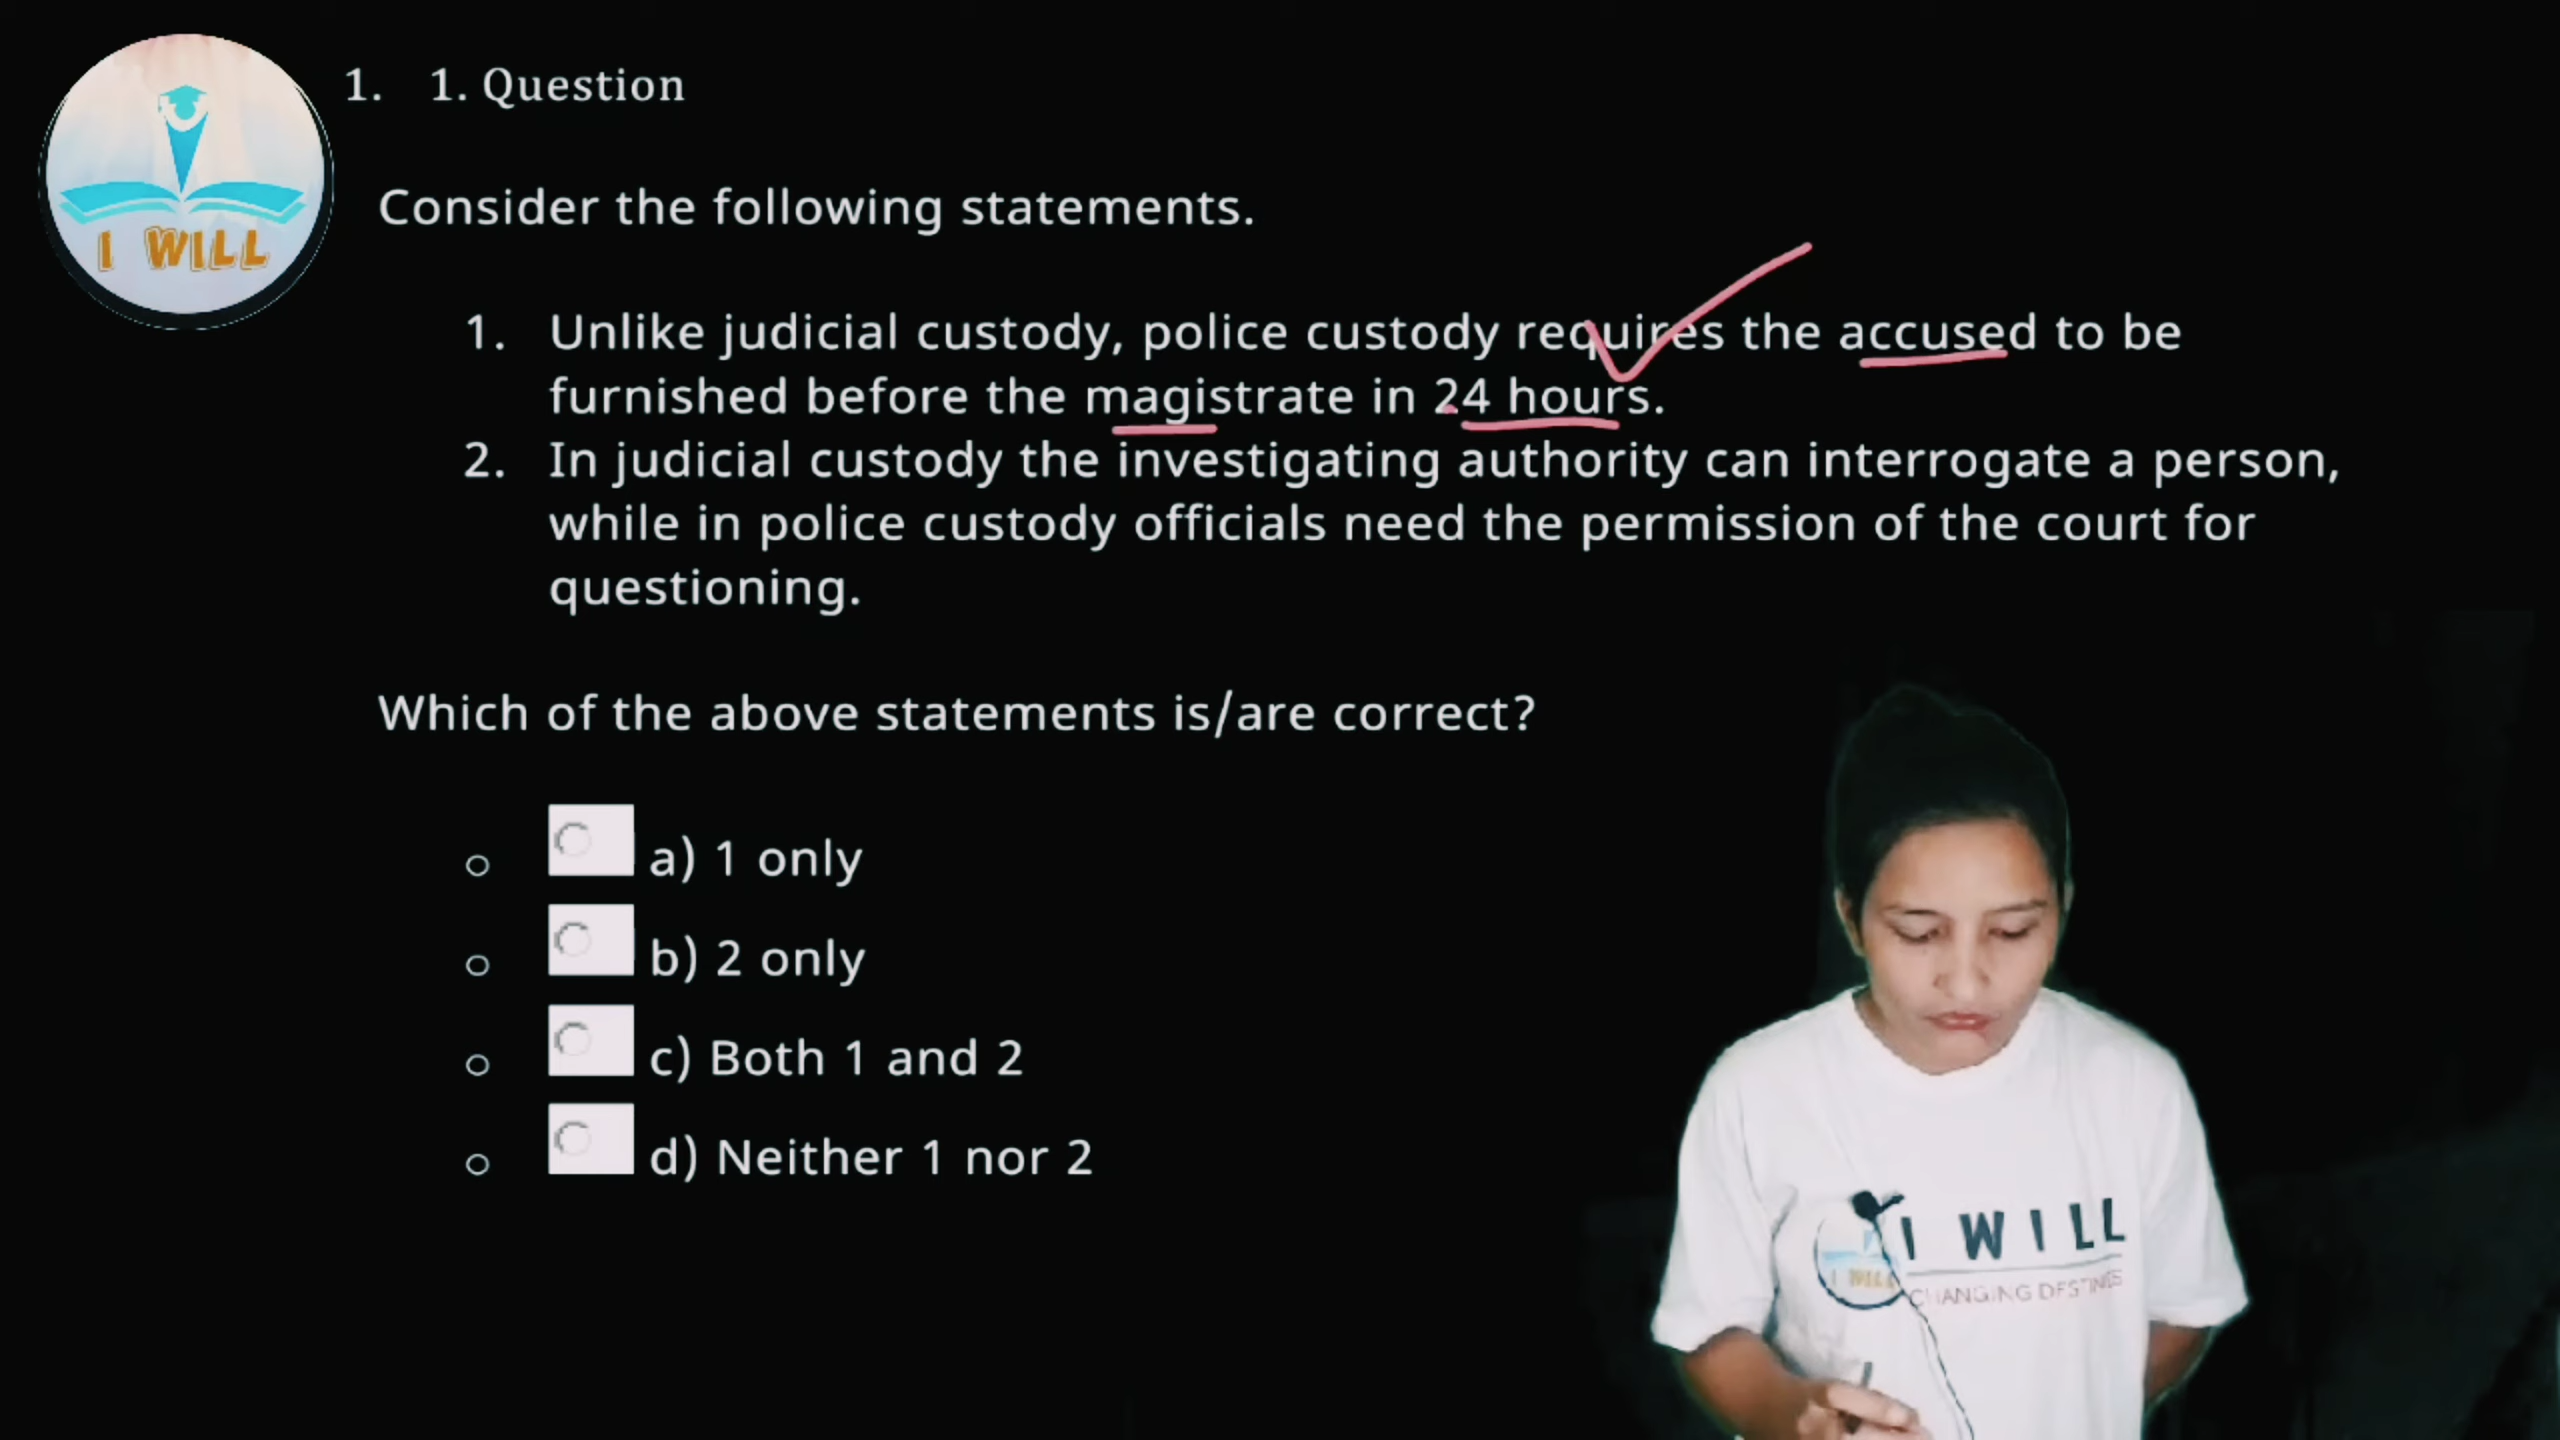 I WILL
1. 1. Question
Consider the following statements.
1. Unlike judicial custody, police custody requires the accused to be
furnished before the magistrate in 24 hours.
2. In judicial custody the investigating authority can interrogate a person,
while in police custody officials need the permission of the court for
questioning.
Which of the above statements is/are correct?
a) 1 only
b) 2 only
c) Both 1 and 2
d) Neither 1 nor 2
I WILL
I WILL
CHANGING DESTINIES